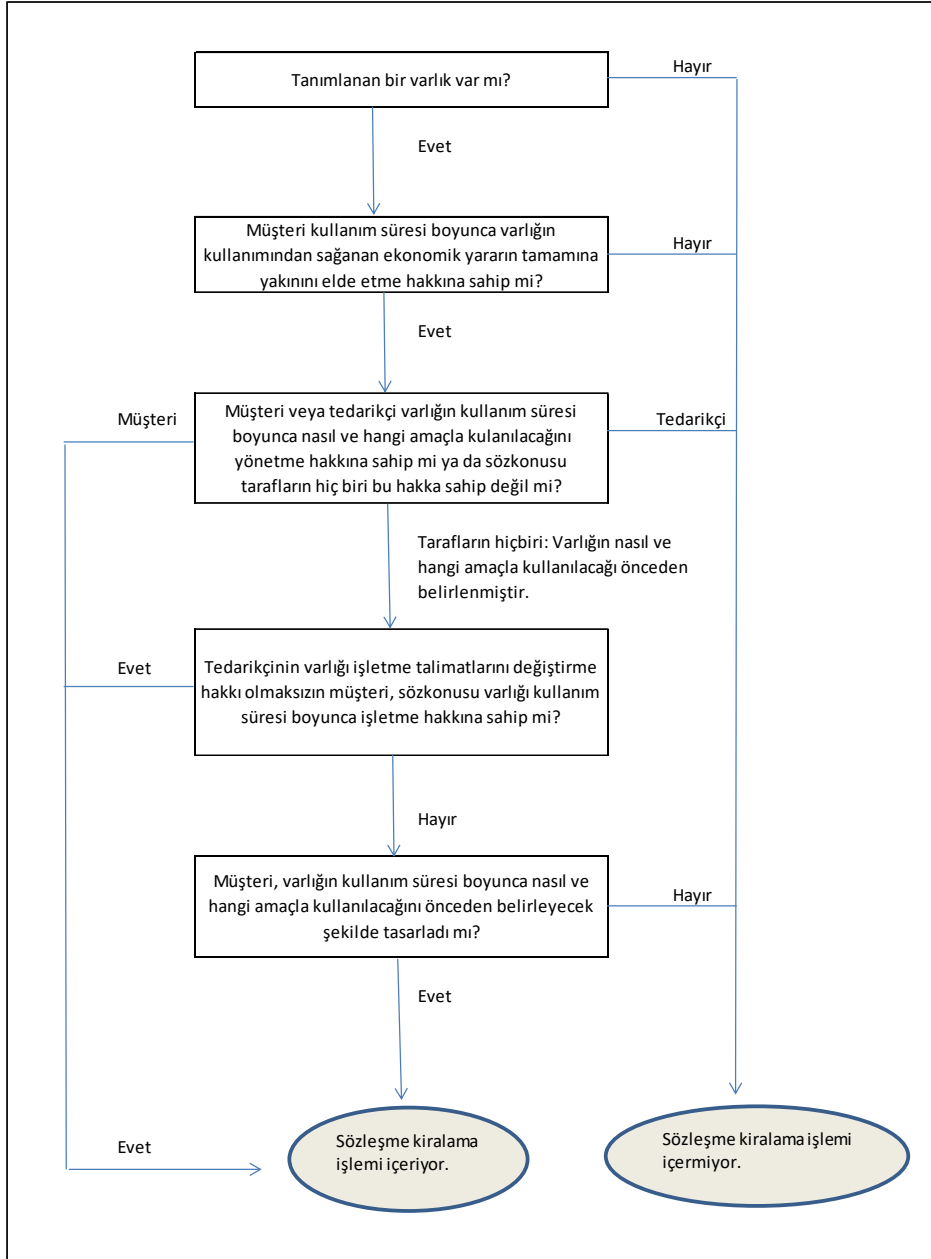 Tanımlanan bir varlık var mı?
Hayır
Evet
Müşteri kullanım süresi boyunca varlığın
kullanımından sağanan ekonomik yararın tamamına
yakınını elde etme hakkına sahip mi?
Hayır
Evet
Müşteri
Müşteri veya tedarikçi varlığın kullanım süresi
boyunca nasıl ve hangi amaçla kulanılacağını
yönetme hakkına sahip mi ya da sözkonusu
tarafların hiç biri bu hakka sahip değil mi?
Tedarikçi
Tarafların hiçbiri: Varlığın nasıl ve
hangi amaçla kullanılacağı önceden
belirlenmiştir.
Evet
Tedarikçinin varlığı işletme talimatlarını değiştirme
hakkı olmaksızın müşteri, sözkonusu varlığı kullanım
süresi boyunca işletme hakkına sahip mi?
Hayır
Müşteri, varlığın kullanım süresi boyunca nasıl ve
hangi amaçla kullanılacağını önceden belirleyecek
şekilde tasarladı mı?
Hayır
Evet
Evet
Sözleşme kiralama
işlemi içeriyor.
Sözleşme kiralama işlemi
içermiyor.